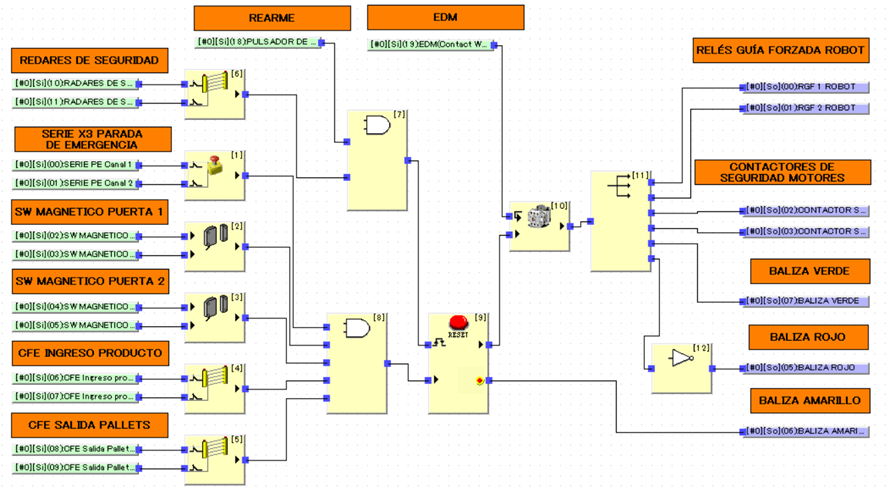 REARME
EDM
[#0][Si](18):PULSADOR DE ...
[#0][Si](19):EDM(Contact W...
REDARES DE SEGURIDAD
[#0][Si](10):RADARES DE S...
[#0][Si](11):RADARES DE S...
[6]
[7]
SERIE X3 PARADA
DE EMERGENCIA
[#0][Si](00):SERIE PE Canal 1
[#0][Si](01):SERIE PE Canal 2
[1]
SW MAGNETICO PUERTA 1
[#0][Si](02):SW MAGNETICO ...
[#0][Si](03):SW MAGNETICO ...
[2]
SW MAGNETICO PUERTA 2
[#0][Si](04):SW MAGNETICO ...
[#0][Si](05):SW MAGNETICO ...
[3]
CFE INGRESO PRODUCTO
[#0][Si](06):CFE Ingreso pro...
[#0][Si](07):CFE Ingreso pro...
[4]
CFE SALIDA PALLETS
[#0][Si](08):CFE Salida Pallet...
[#0][Si](09):CFE Salida Pallet...
[5]
[8]
[9]
RESET
[10]
[11]
[12]
RELÉS GUÍA FORZADA ROBOT
[#0][So](00):RGF 1 ROBOT
[#0][So](01):RGF 2 ROBOT
CONTACTORES DE
SEGURIDAD MOTORES
[#0][So](02):CONTACTOR S...
[#0][So](03):CONTACTOR S...
BALIZA VERDE
[#0][So](07):BALIZA VERDE
BALIZA ROJO
[#0][So](05):BALIZA ROJO
BALIZA AMARILLO
[#0][So](06):BALIZA AMARI...